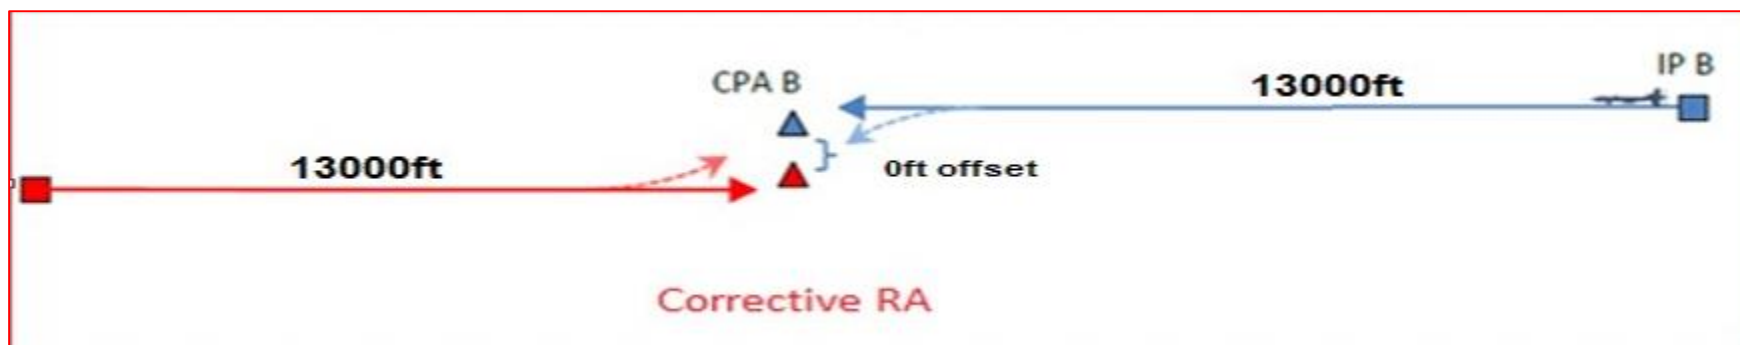 IP B
CPA B
13000ft
13000ft
0ft offset
Corrective RA